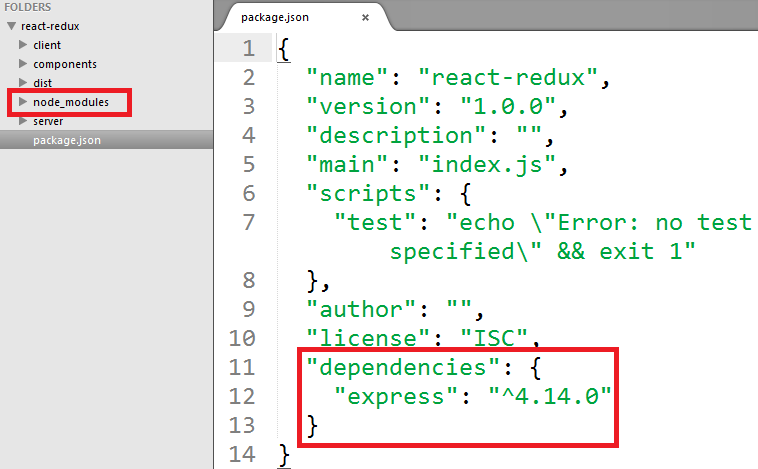 FOLDERS
react-redux
client
components
dist
node_modules
server
package.json
package.json ×
1 {
2 "name": "react-redux",
3 "version": "1.0.0",
4 "description": "",
5 "main": "index.js",
6 "scripts": {
7 "test": "echo \"Error: no test
specified\" && exit 1"
8 },
9 "author": "",
10 "license": "ISC",
11 "dependencies": {
12 "express": "^4.14.0"
13 }
14 }